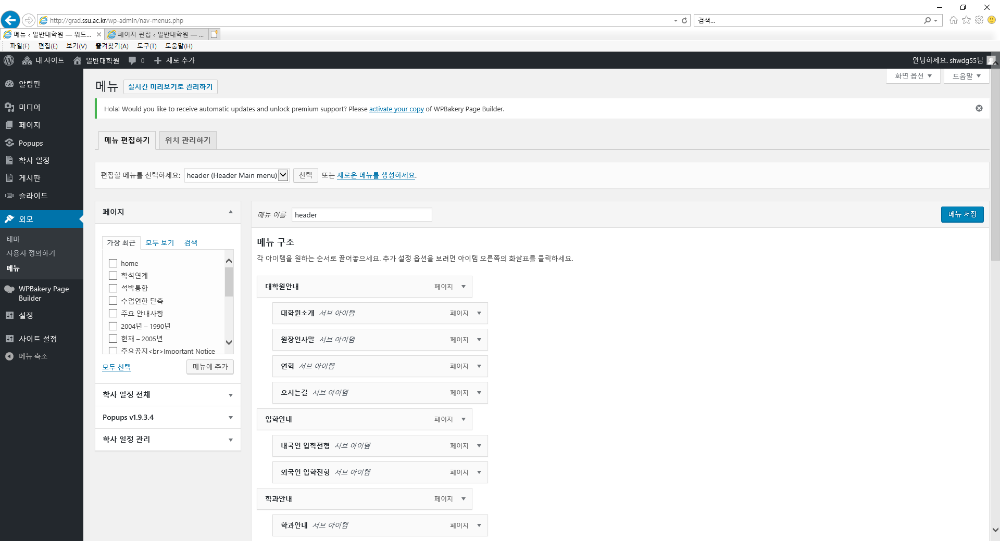 http://grad.ssu.ac.kr/wp-admin/nav-menus.php
검색...
메뉴 ‹ 일반대학원 — 워드...
페이지 편집 ‹ 일반대학원 — ...
파일(F) 편집(E) 보기(V) 즐겨찾기(A) 도구(T) 도움말(H)
내 사이트 일반대학원 0 새로 추가 안녕하세요, shwdg55님
알림판
미디어
페이지
Popups
학사 일정
게시판
슬라이드
외모
테마
사용자 정의하기
메뉴
WPBakery Page
Builder
설정
사이트 설정
메뉴 축소
화면 옵션
도움말
메뉴 실시간 미리보기로 관리하기
Hola! Would you like to receive automatic updates and unlock premium support? Please activate your copy of WPBakery Page Builder.
메뉴 편집하기 위치 관리하기
편집할 메뉴를 선택하세요: header (Header Main menu) 선택 또는 새로운 메뉴를 생성하세요.
페이지
가장 최근 모두 보기 검색
home
학석연계
석박통합
수업연한 단축
주요 안내사항
2004년 – 1990년
현재 – 2005년
주요공지<br>Important Notice
모두 선택 메뉴에 추가
학사 일정 전체
Popups v1.9.3.4
학사 일정 관리
메뉴 이름 header 메뉴 저장
메뉴 구조
각 아이템을 원하는 순서로 끌어놓으세요. 추가 설정 옵션을 보려면 아이템 오른쪽의 화살표를 클릭하세요.
대학원안내 페이지
대학원소개 서브 아이템 페이지
원장인사말 서브 아이템 페이지
연혁 서브 아이템 페이지
오시는길 서브 아이템 페이지
입학안내 페이지
내국인 입학전형 서브 아이템 페이지
외국인 입학전형 서브 아이템 페이지
학과안내 페이지
학과안내 서브 아이템 페이지